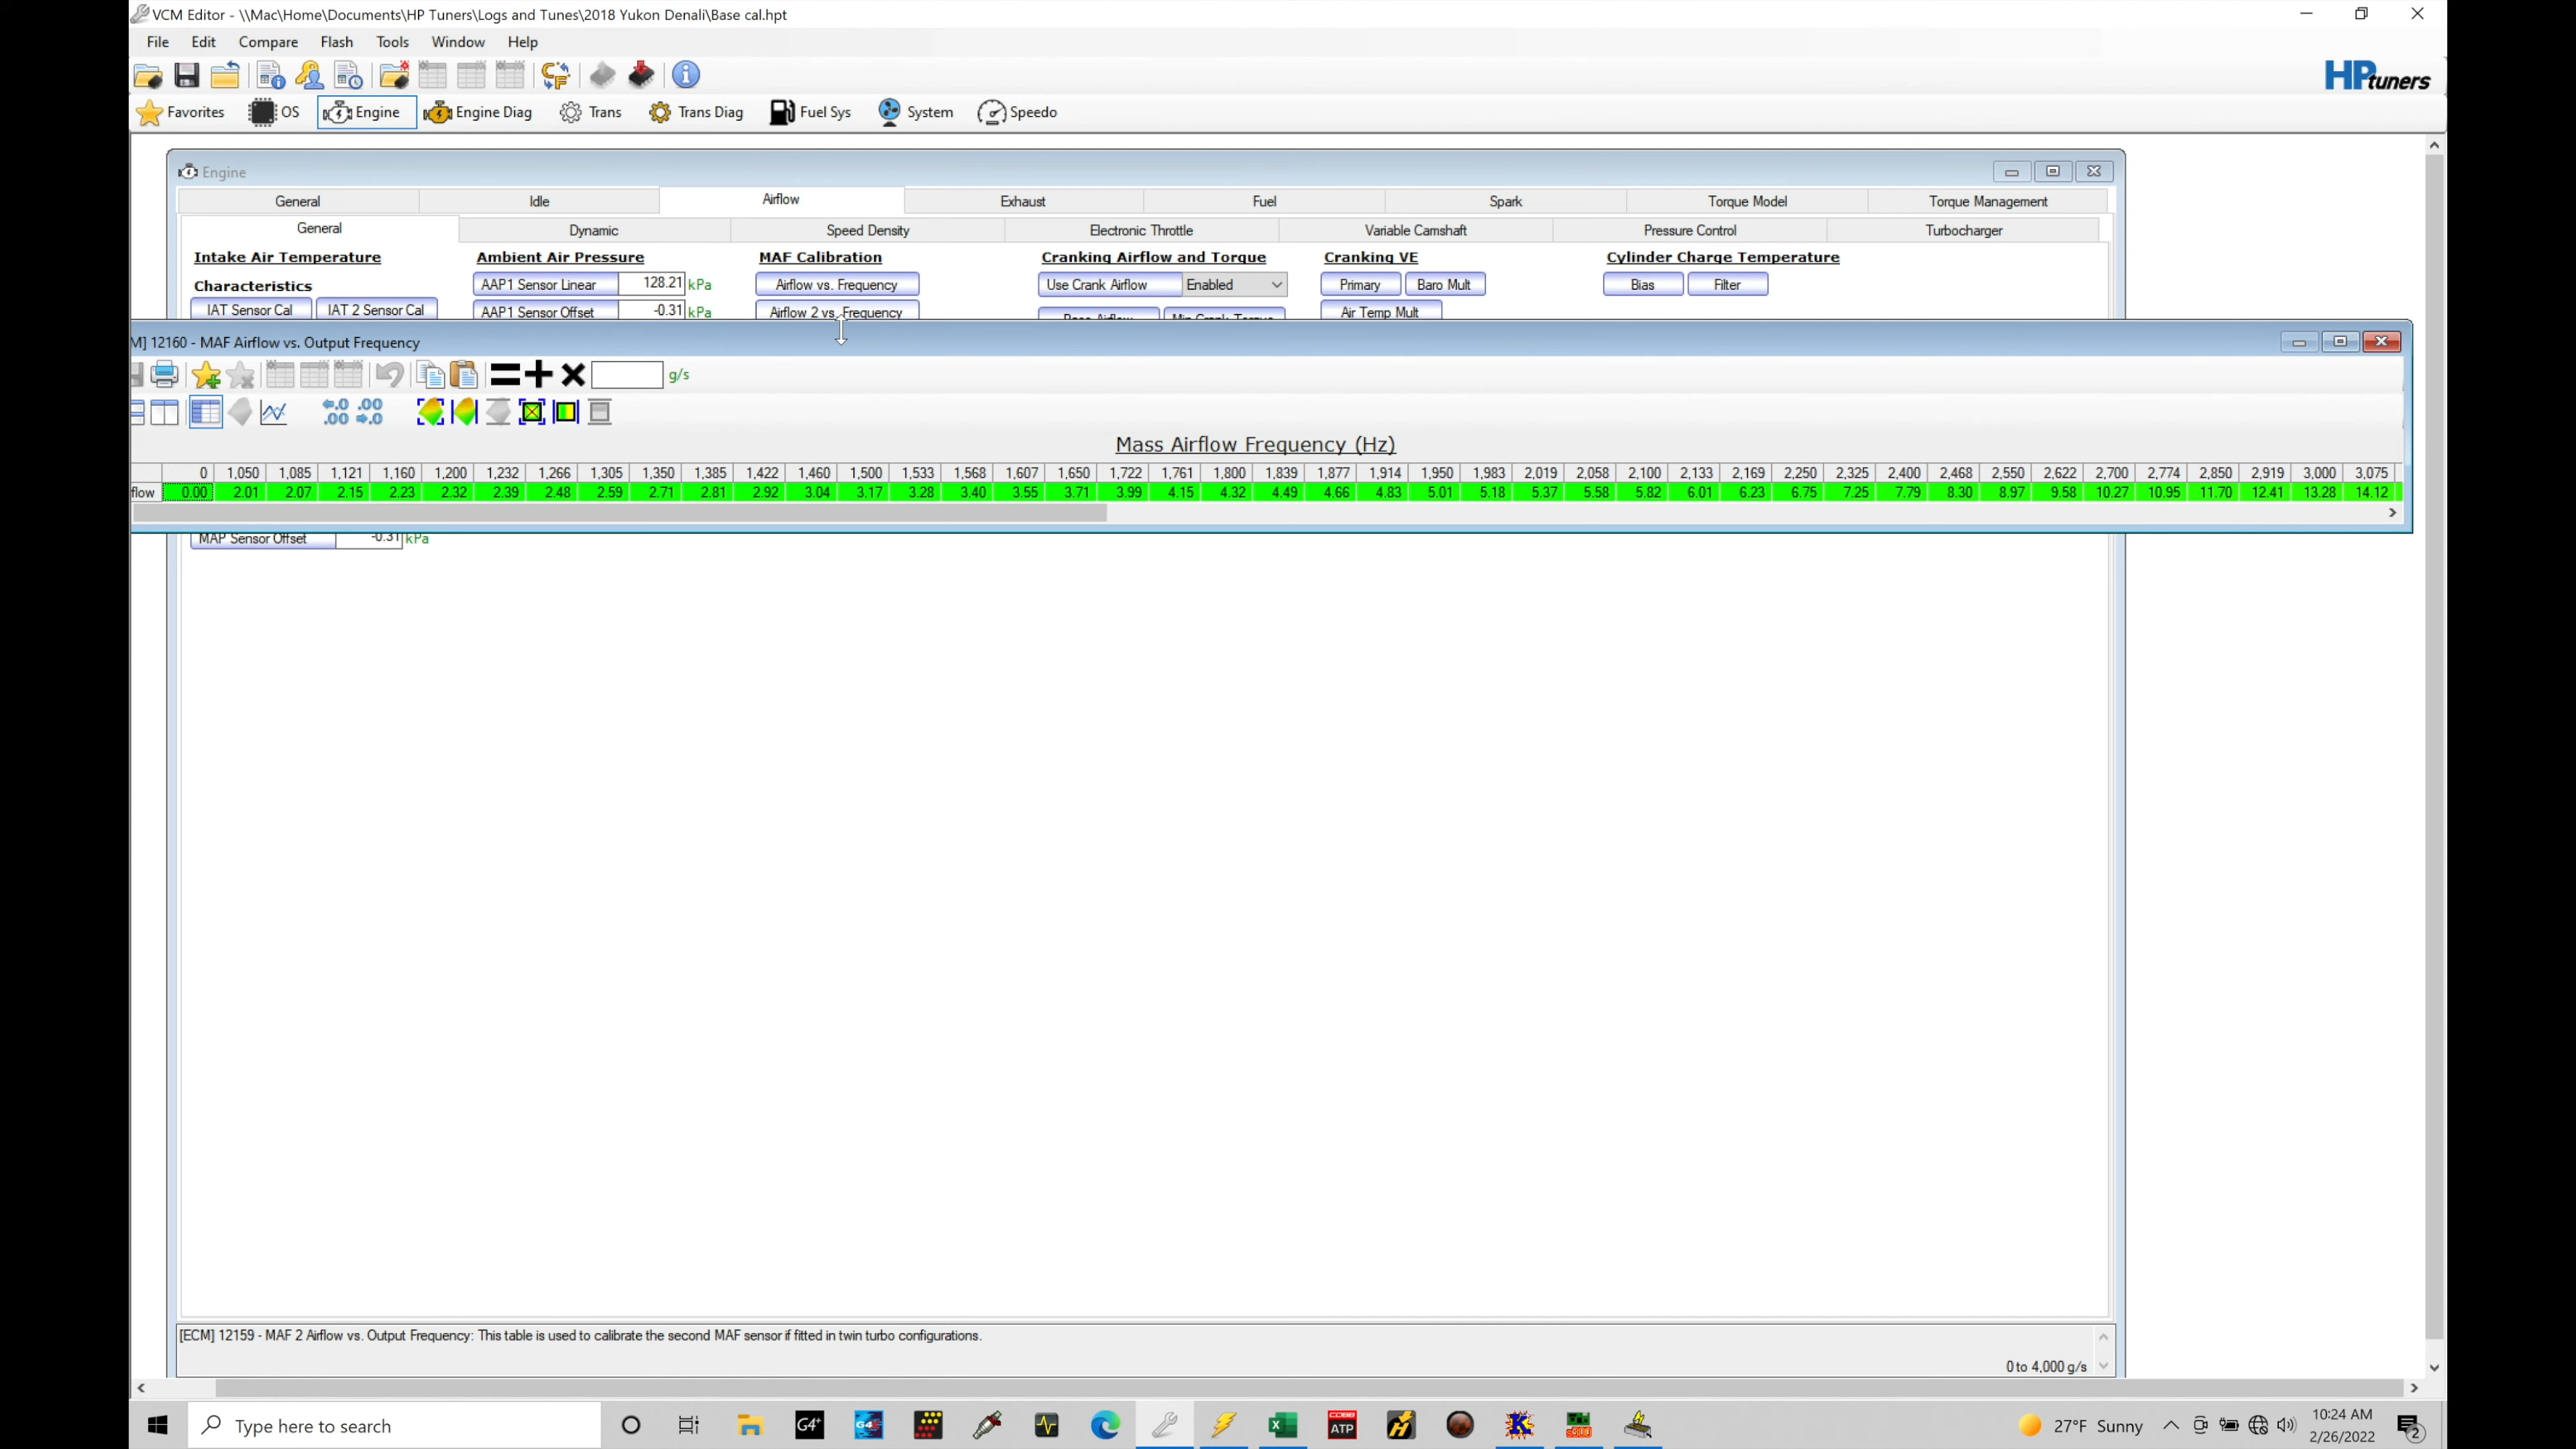 VCM Editor - \\Mac\Home\Documents\HP Tuners\Logs and Tunes\2018 Yukon Denali\Base cal.hpt
File Edit Compare Flash Tools Window Help
HPtuners
Favorites OS Engine Engine Diag Trans Trans Diag Fuel Sys System Speedo
Engine
General Idle Airflow Exhaust Fuel Spark Torque Model Torque Management
General Dynamic Speed Density Electronic Throttle Variable Camshaft Pressure Control Turbocharger
Intake Air Temperature Ambient Air Pressure MAF Calibration Cranking Airflow and Torque Cranking VE Cylinder Charge Temperature
Characteristics AAP1 Sensor Linear 128.21 kPa Airflow vs. Frequency Use Crank Airflow Enabled Primary Baro Mult Bias Filter
IAT Sensor Cal IAT 2 Sensor Cal AAP1 Sensor Offset -0.31 kPa Airflow 2 vs. Frequency Base Airflow Min Crank Torque Air Temp Mult
M] 12160 - MAF Airflow vs. Output Frequency
g/s
Mass Airflow Frequency (Hz)
0 1,050 1,085 1,121 1,160 1,200 1,232 1,266 1,305 1,350 1,385 1,422 1,460 1,500 1,533 1,568 1,607 1,650 1,722 1,761 1,800 1,839 1,877 1,914 1,950 1,983 2,019 2,058 2,100 2,133 2,169 2,250 2,325 2,400 2,468 2,550 2,622 2,700 2,774 2,850 2,919 3,000 3,075
flow 0.00 2.01 2.07 2.15 2.23 2.32 2.39 2.48 2.59 2.71 2.81 2.92 3.04 3.17 3.28 3.40 3.55 3.71 3.99 4.15 4.32 4.49 4.66 4.83 5.01 5.18 5.37 5.58 5.82 6.01 6.23 6.75 7.25 7.79 8.30 8.97 9.58 10.27 10.95 11.70 12.41 13.28 14.12
MAP Sensor Offset -0.31 kPa
[ECM] 12159 - MAF 2 Airflow vs. Output Frequency: This table is used to calibrate the second MAF sensor if fitted in twin turbo configurations.
0 to 4,000 g/s
Type here to search
G4+
COBB
ATP
27°F Sunny
10:24 AM
2/26/2022
2